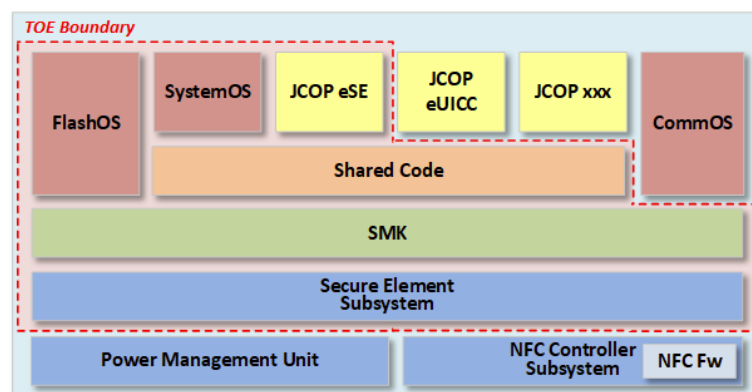 TOE Boundary
FlashOS
SystemOS
JCOP eSE
JCOP
eUICC
JCOP xxx
CommOS
Shared Code
SMK
Secure Element
Subsystem
Power Management Unit
NFC Controller
Subsystem
NFC Fw